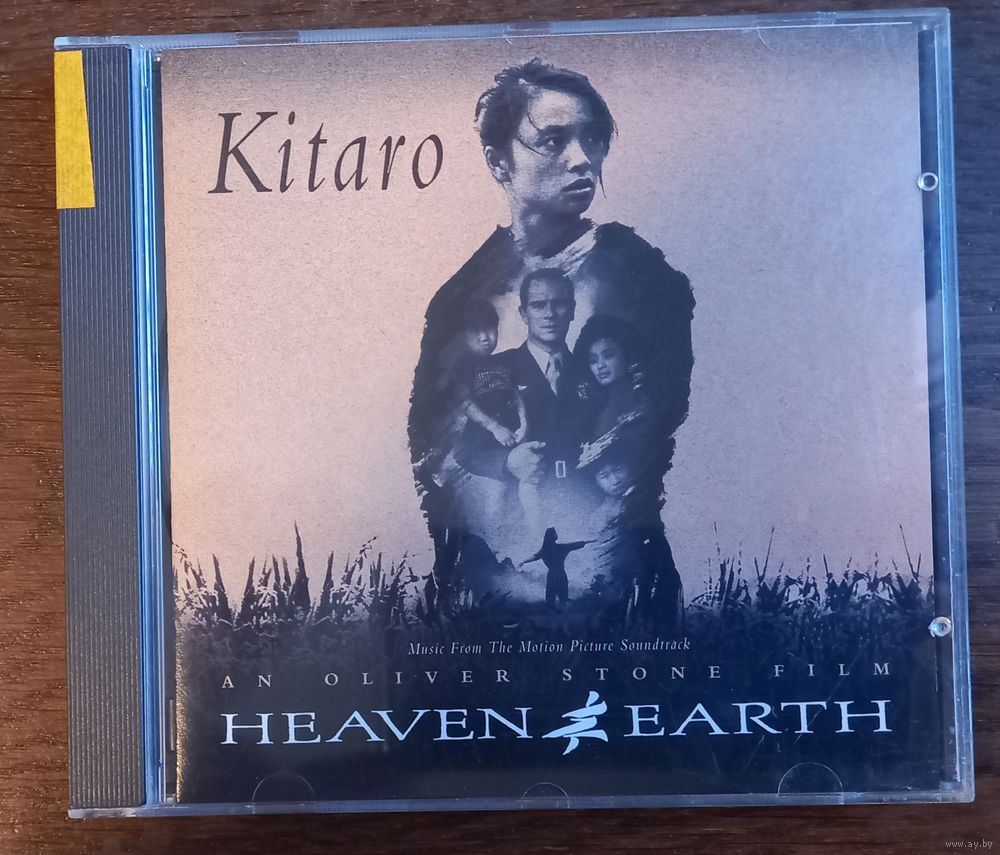 Kitaro
Music From The Motion Picture Soundtrack
AN OLIVER STONE FILM
HEAVEN EARTH
www.ay.by